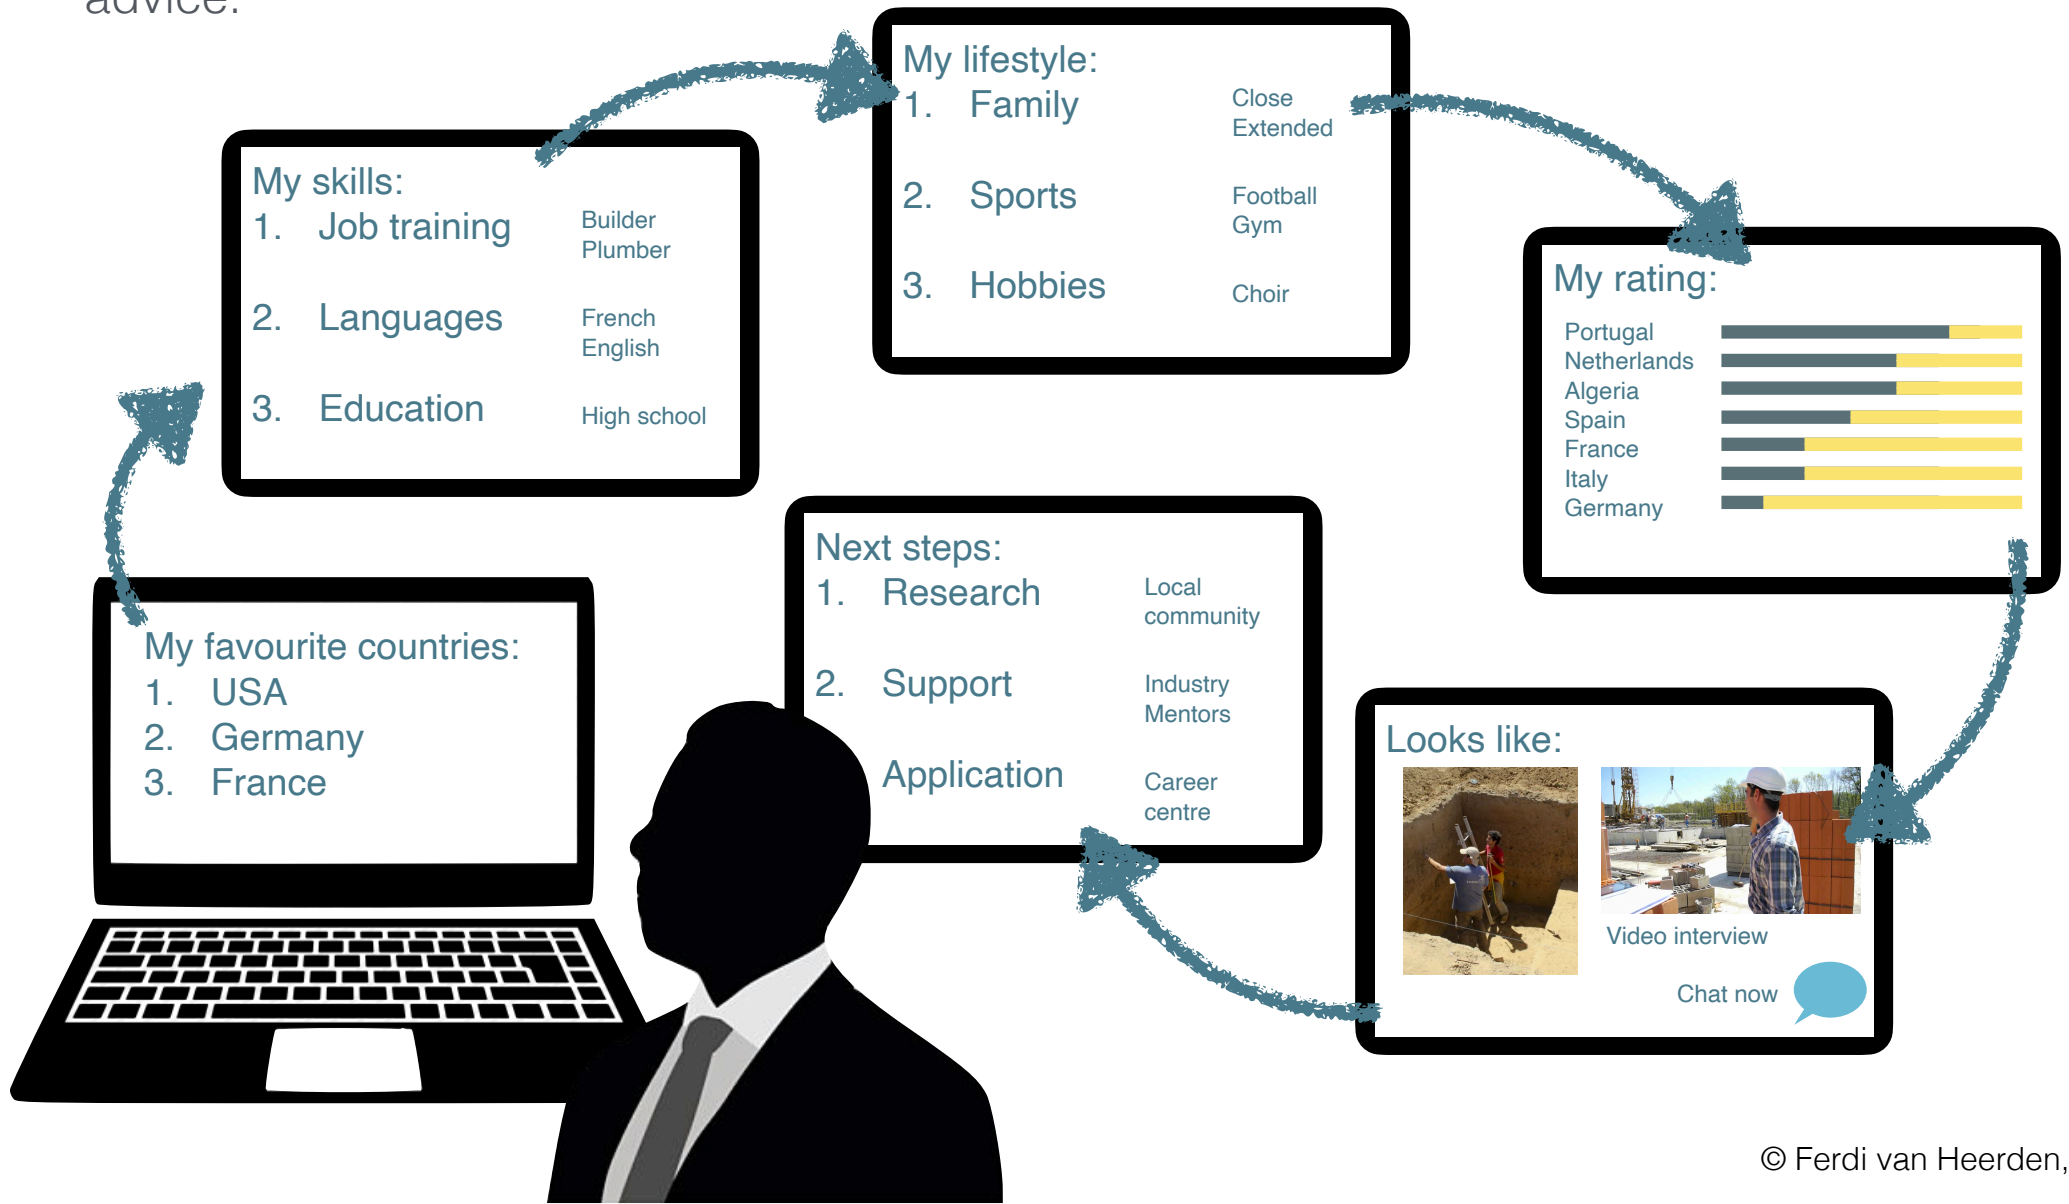 advice.
My favourite countries:
1. USA
2. Germany
3. France
My skills:
1. Job training
Builder
Plumber
2. Languages
French
English
3. Education
High school
My lifestyle:
1. Family
Close
Extended
2. Sports
Football
Gym
3. Hobbies
Choir
My rating:
Portugal
Netherlands
Algeria
Spain
France
Italy
Germany
Looks like:
Video interview
Chat now
Next steps:
1. Research
Local
community
2. Support
Industry
Mentors
Application
Career
centre
© Ferdi van Heerden,